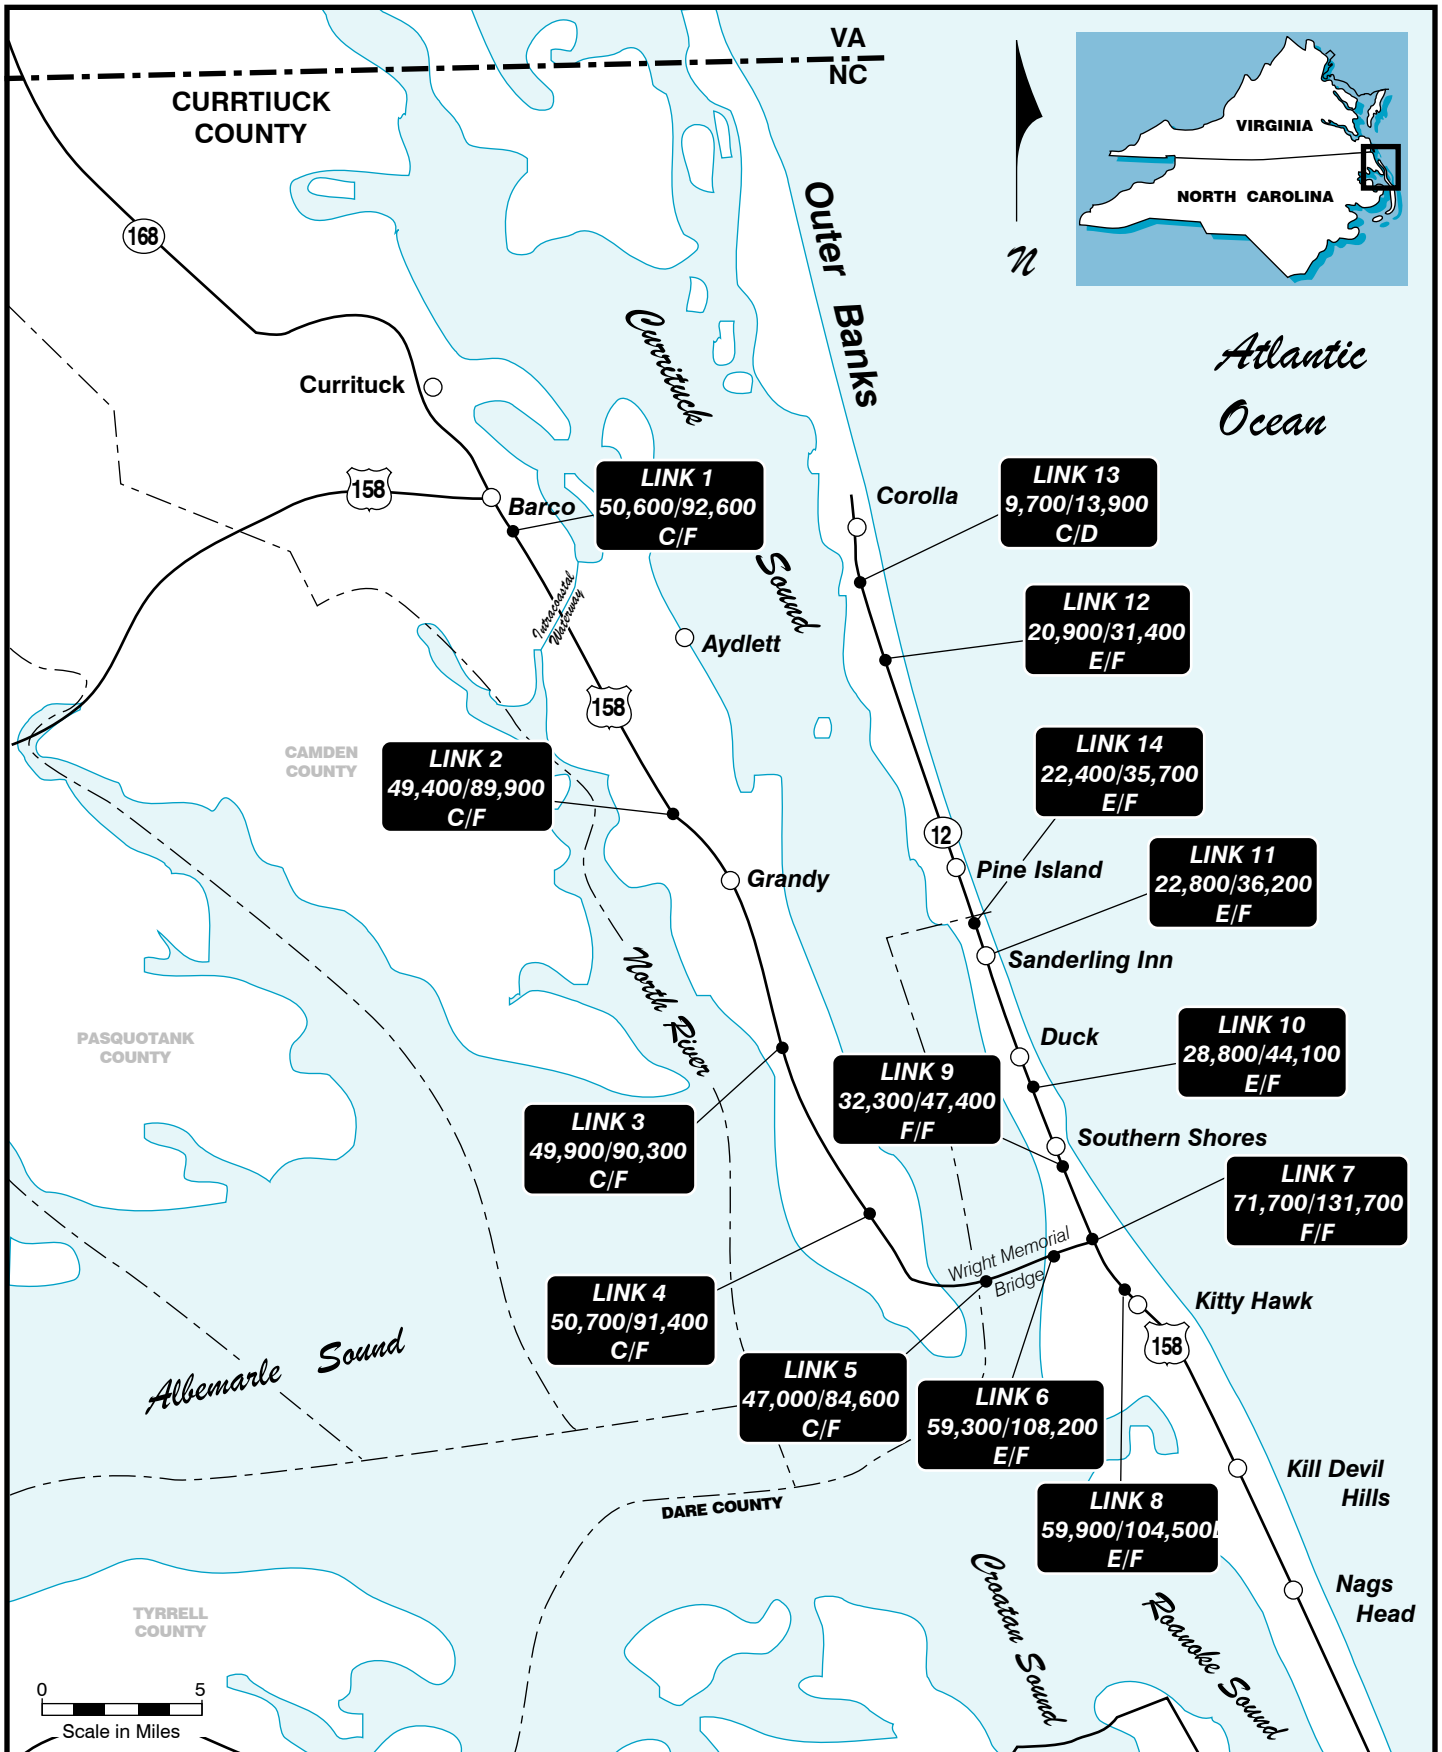 VA
NC
CURRTIUCK
COUNTY
VIRGINIA
NORTH CAROLINA
168
Outer Banks
N
Atlantic
Ocean
Currituck
Sound
Currituck
158
Barco
LINK 1
50,600/92,600
C/F
Corolla
LINK 13
9,700/13,900
C/D
Intracoastal
Waterway
Aydlett
LINK 12
20,900/31,400
E/F
158
CAMDEN
COUNTY
LINK 2
49,400/89,900
C/F
LINK 14
22,400/35,700
E/F
12
Pine Island
Grandy
LINK 11
22,800/36,200
E/F
Sanderling Inn
North River
PASQUOTANK
COUNTY
Duck
LINK 10
28,800/44,100
E/F
LINK 9
32,300/47,400
F/F
LINK 3
49,900/90,300
C/F
Southern Shores
LINK 7
71,700/131,700
F/F
Wright Memorial
Bridge
LINK 4
50,700/91,400
C/F
Kitty Hawk
158
Albemarle Sound
LINK 5
47,000/84,600
C/F
LINK 6
59,300/108,200
E/F
Kill Devil
Hills
DARE COUNTY
LINK 8
59,900/104,500
E/F
Croatan Sound
Roanoke Sound
Nags
Head
TYRRELL
COUNTY
0 5
Scale in Miles